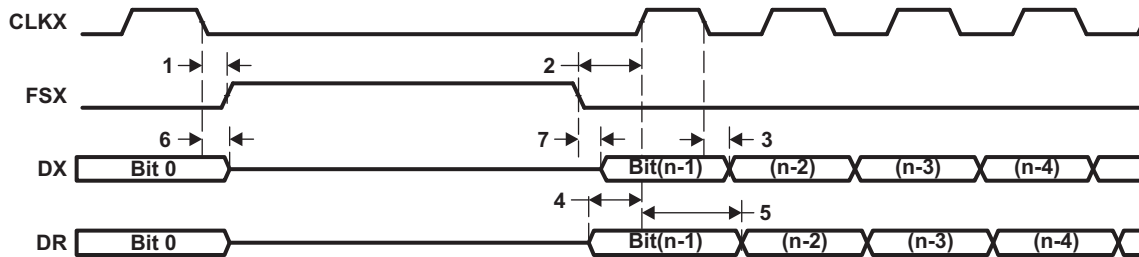 CLKX
1 2
FSX
6 7 3
DX Bit 0 Bit(n-1) (n-2) (n-3) (n-4)
4 5
DR Bit 0 Bit(n-1) (n-2) (n-3) (n-4)